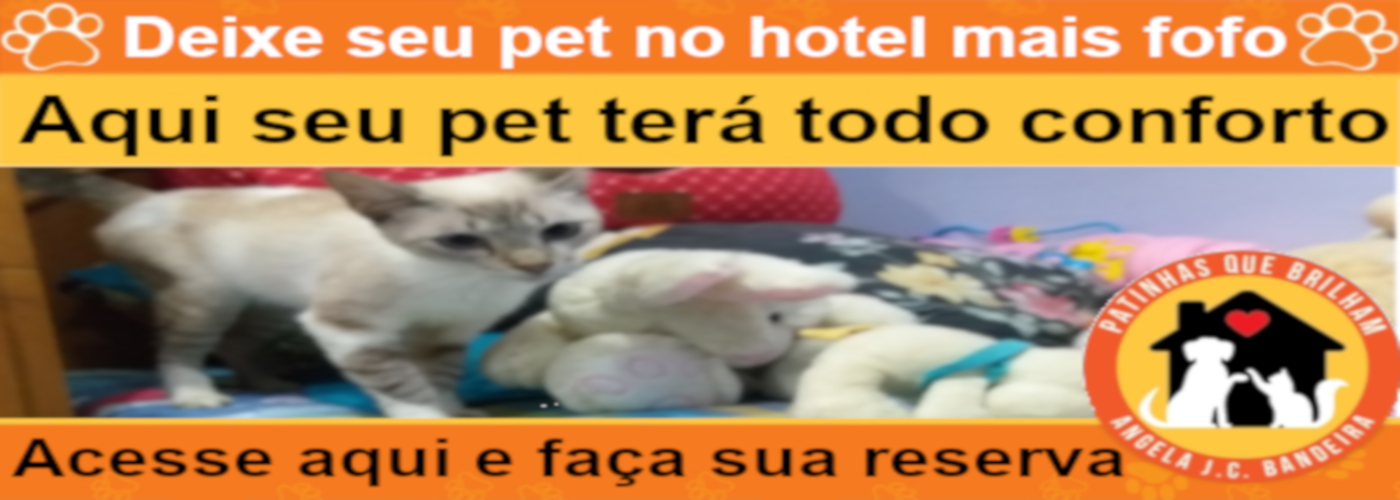 Deixe seu pet no hotel mais fofo
Aqui seu pet terá todo conforto
PATINHAS QUE BRILHAM
ANGELA J.C. BANDEIRA
Acesse aqui e faça sua reserva